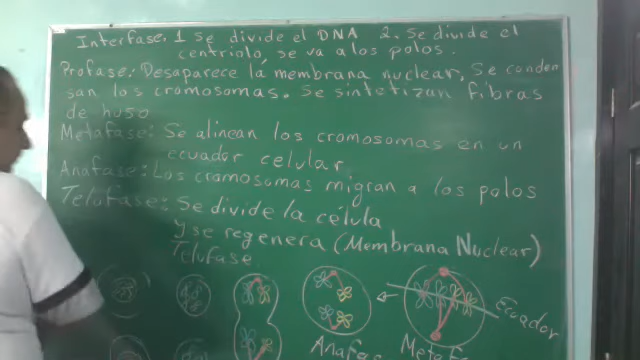 Interfase. 1 Se divide el DNA 2. Se divide el
centriolo, se va a los polos.
Profase: Desaparece la membrana nuclear, Se conden
san los cromosomas. Se sintetizan fibras
de huso
Metafase: Se alinean los cromosomas en un
ecuador celular
Anafase: Los cromosomas migran a los polos
Telofase: Se divide la célula
y se regenera (Membrana Nuclear)
Telofase
Ecuador
Anafas
Metaf